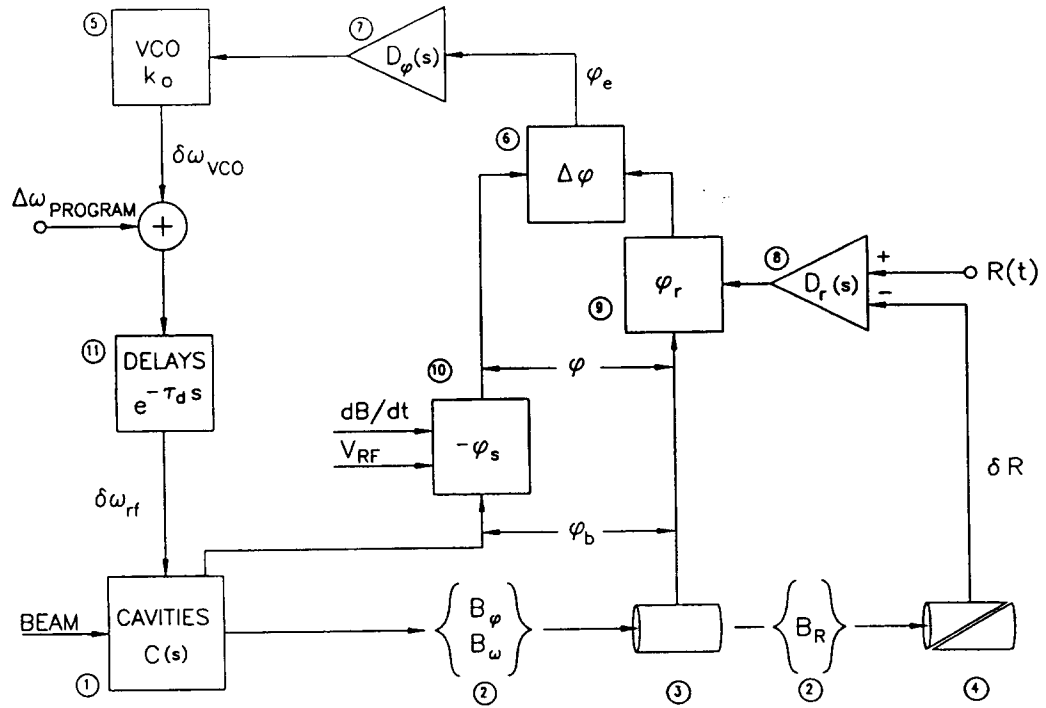 ⑤
VCO
k₀
⑦
D_φ(s)
φ_e
⑥
Δφ
δω_VCO
Δω_PROGRAM
+
⑧
D_r(s)
+
−
R(t)
φ_r
⑨
⑪
DELAYS
e^{-τ_d s}
⑩
φ
dB/dt
V_RF
-φ_s
δR
δω_rf
φ_b
BEAM
CAVITIES
C(s)
①
B_φ
B_ω
②
③
B_R
②
④